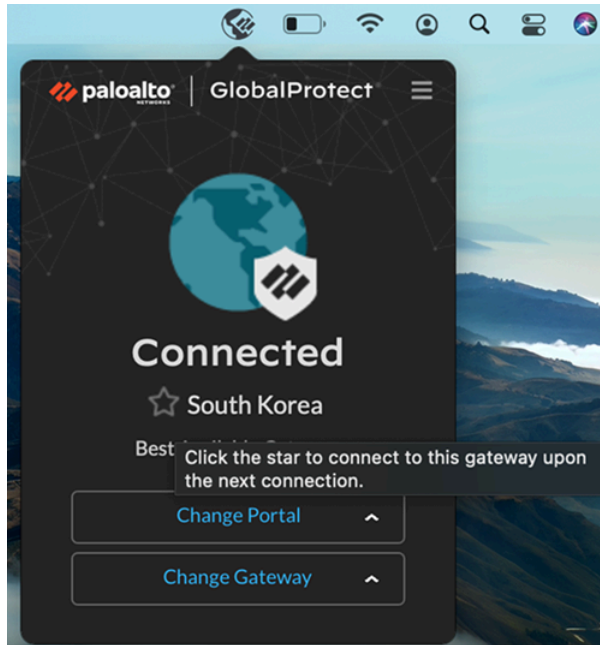 paloalto
NETWORKS
GlobalProtect
Connected
South Korea
Best
Click the star to connect to this gateway upon
the next connection.
Change Portal
Change Gateway